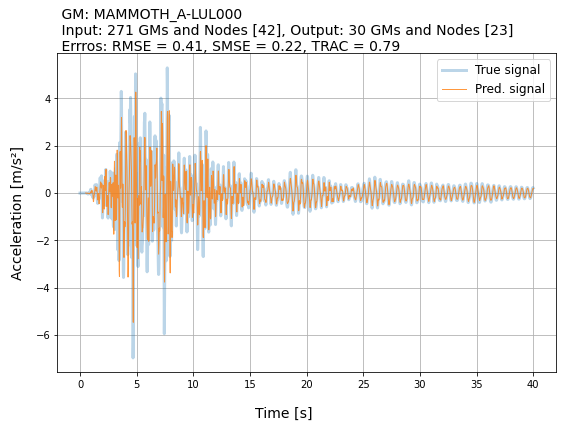 GM: MAMMOTH_A-LUL000
Input: 271 GMs and Nodes [42], Output: 30 GMs and Nodes [23]
Errros: RMSE = 0.41, SMSE = 0.22, TRAC = 0.79
True signal
Pred. signal
Acceleration [m/s²]
4
2
0
−2
−4
−6
0 5 10 15 20 25 30 35 40
Time [s]